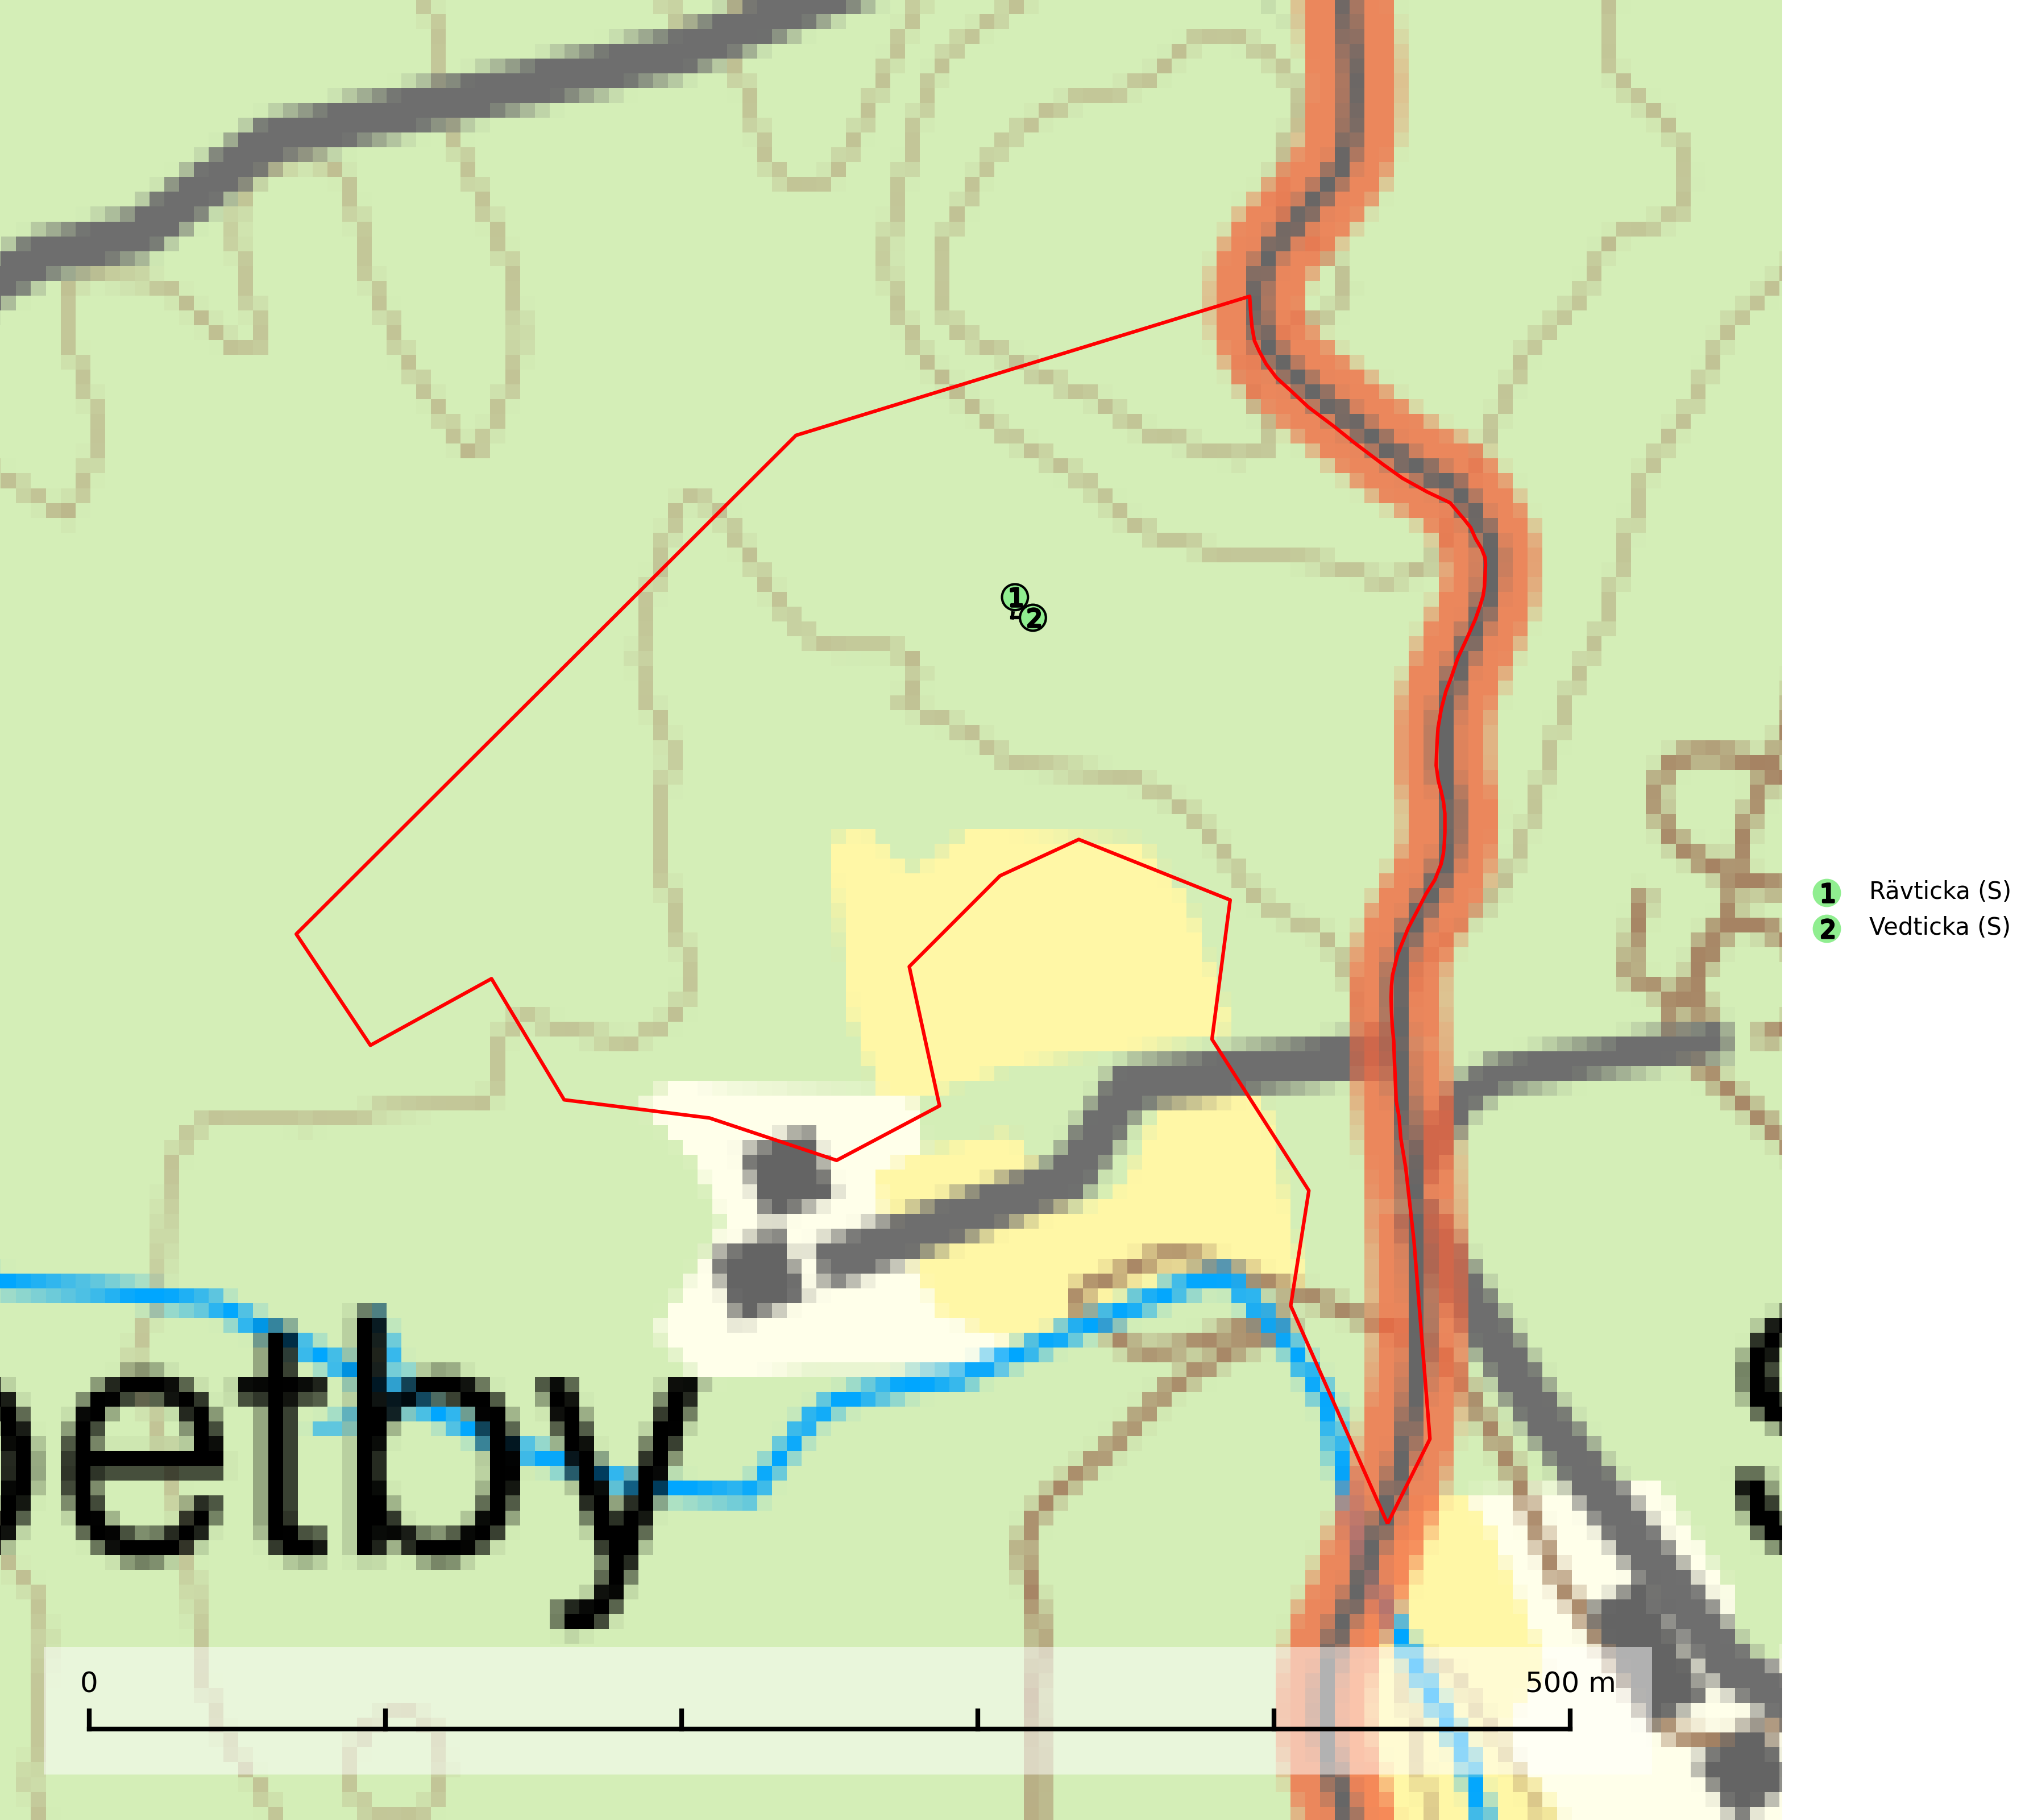 1
2
1 Rävticka (S)
2 Vedticka (S)
etby
0 500 m